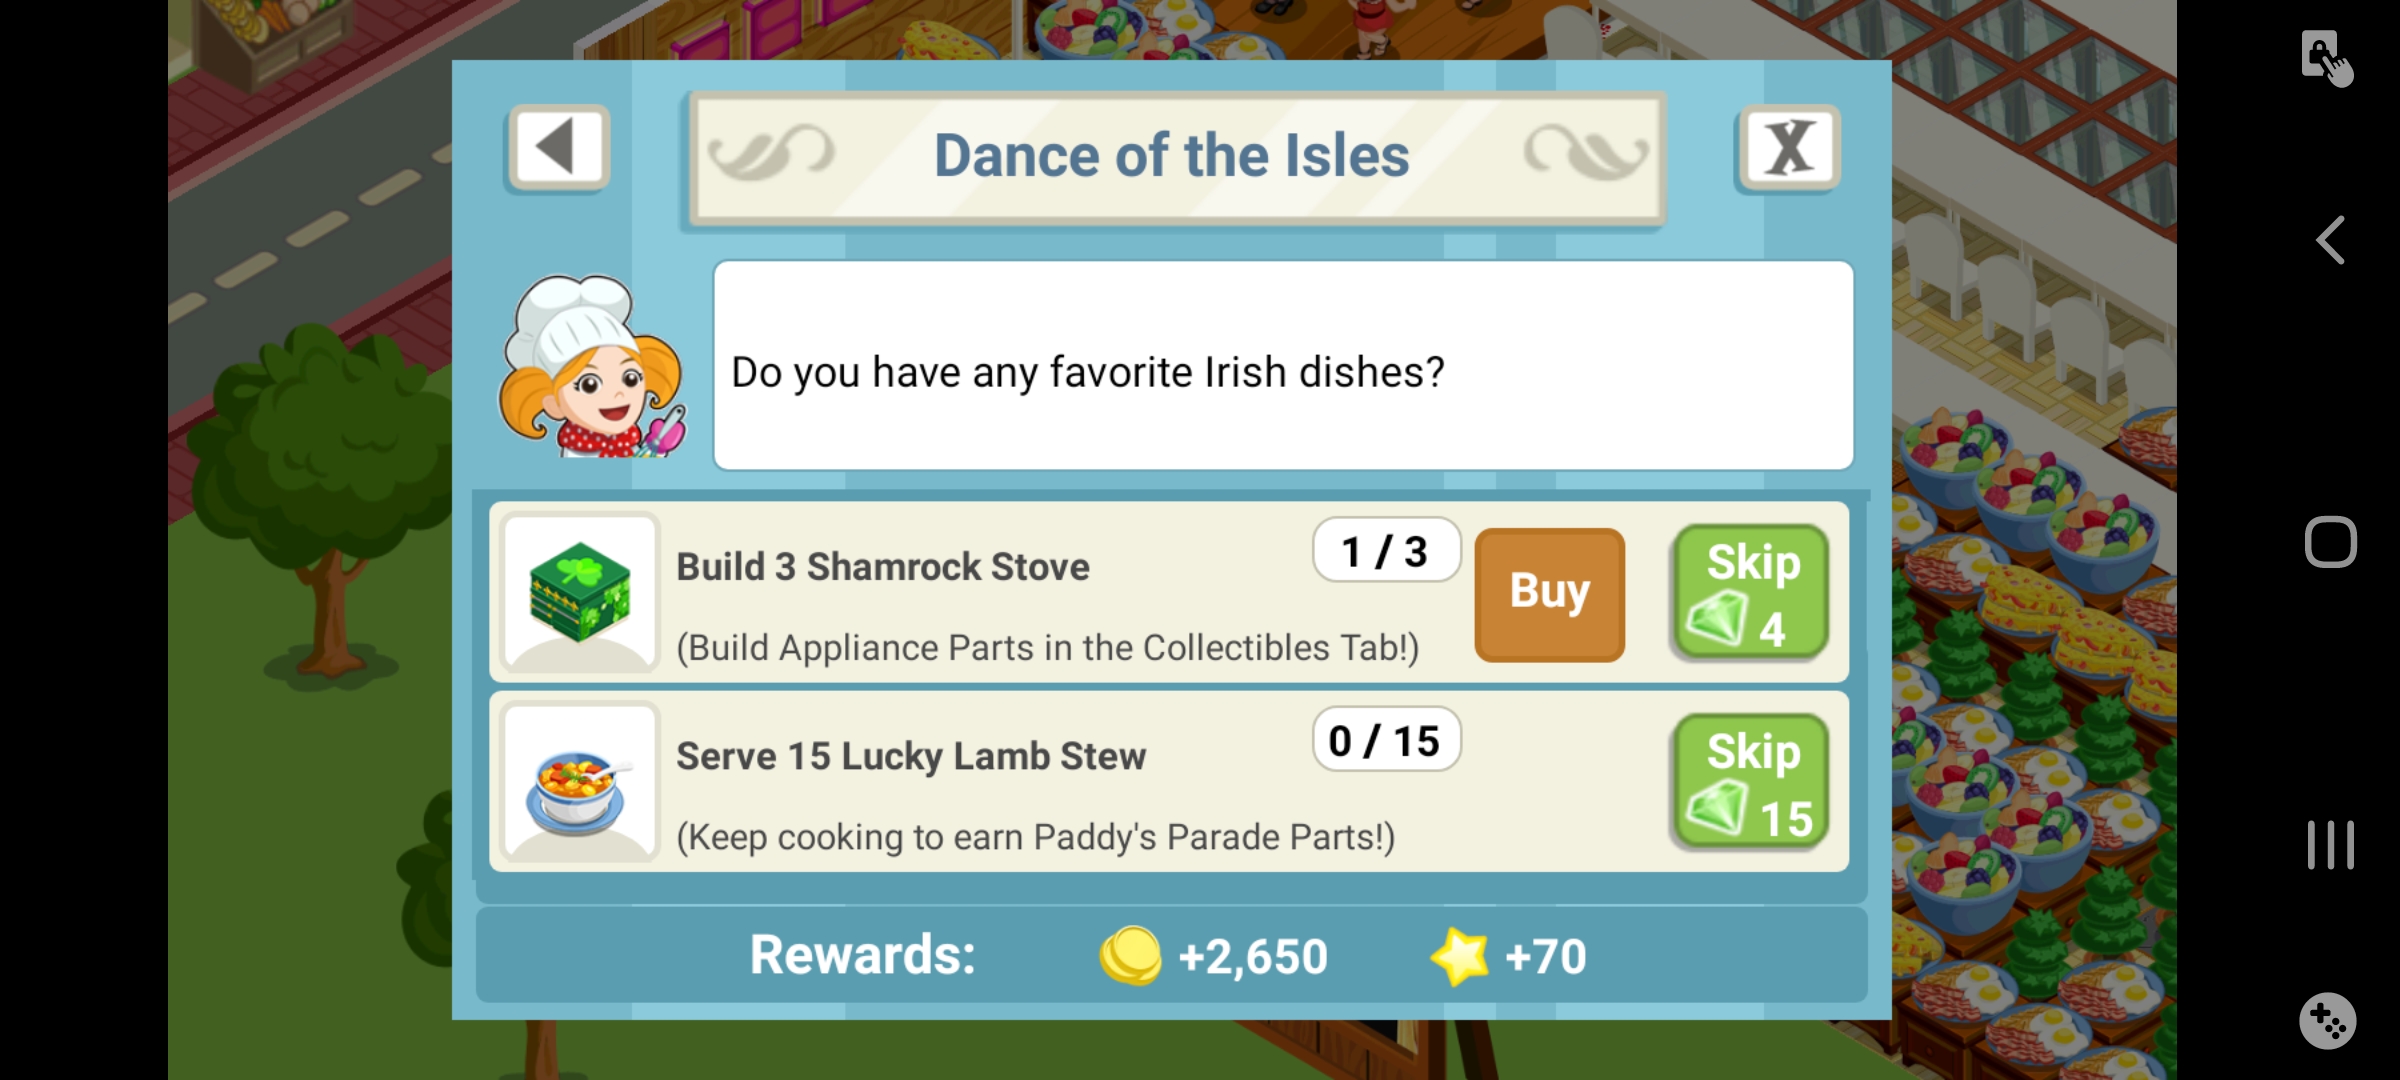 Dance of the Isles
X
Do you have any favorite Irish dishes?
Build 3 Shamrock Stove
1 / 3
(Build Appliance Parts in the Collectibles Tab!)
Buy
Skip
4
Serve 15 Lucky Lamb Stew
0 / 15
(Keep cooking to earn Paddy's Parade Parts!)
Skip
15
Rewards: +2,650 +70